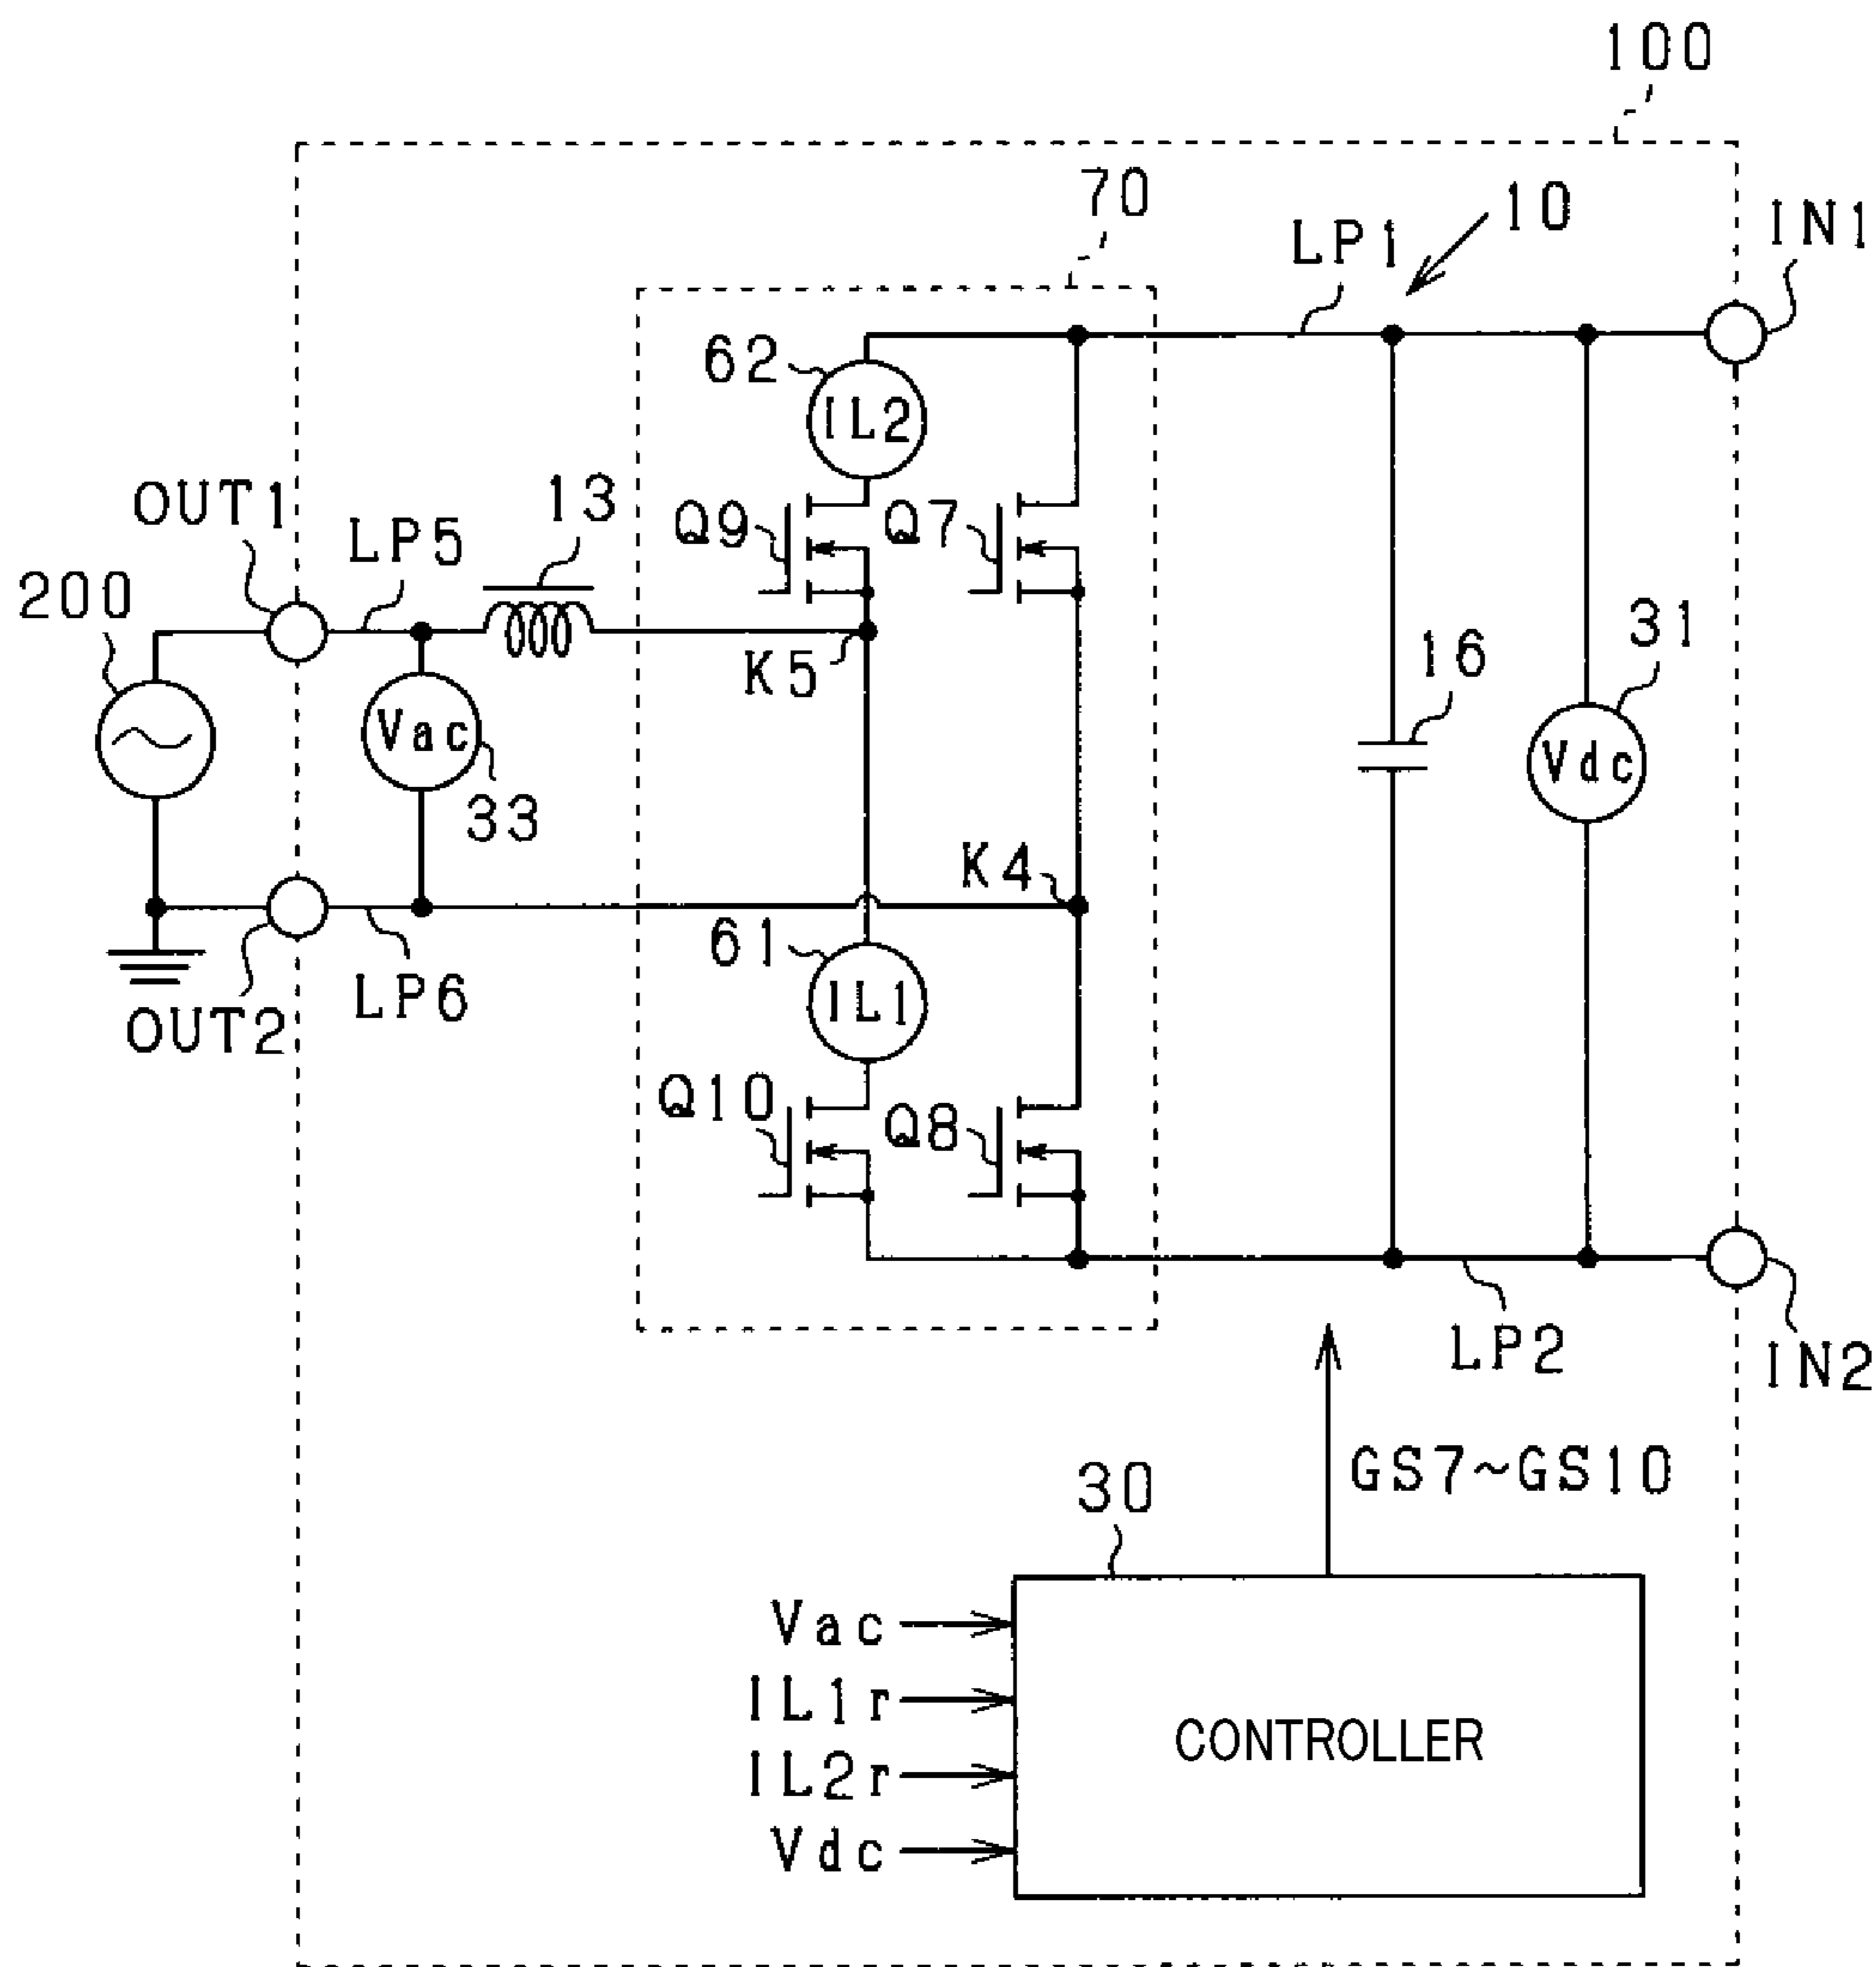 100
70
10
IN1
LP1
62
IL2
OUT1
LP5
13
Q9
Q7
200
K5
16
31
Vac
Vdc
33
K4
61
LP6
IL1
OUT2
Q10
Q8
LP2
IN2
GS7~GS10
30
Vac
IL1r
IL2r
Vdc
CONTROLLER